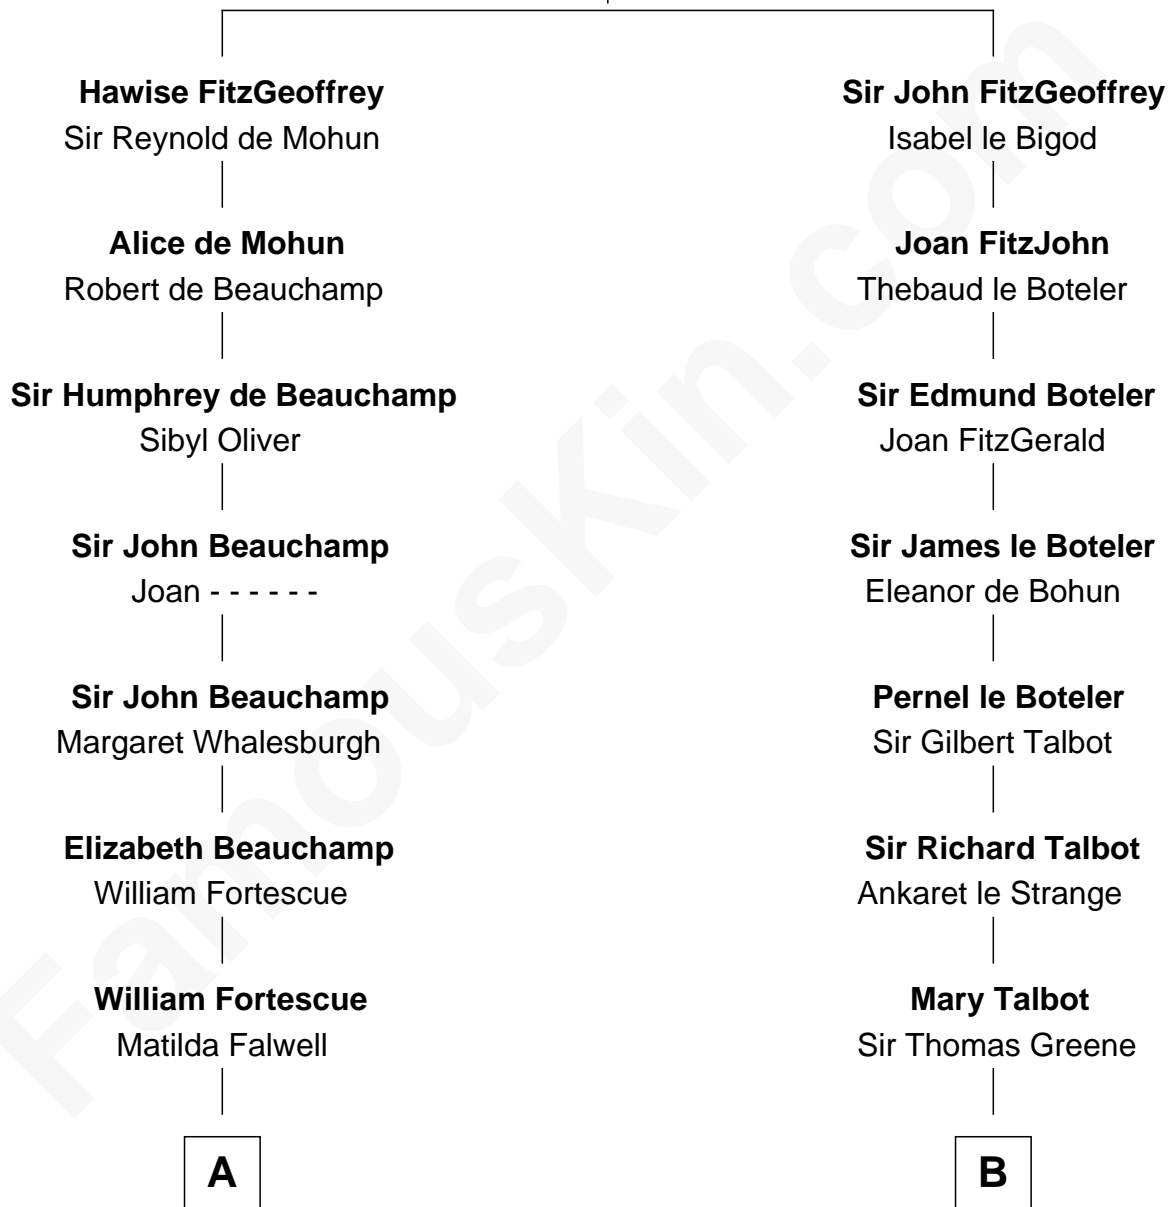 Hawise FitzGeoffrey
Sir Reynold de Mohun
Alice de Mohun
Robert de Beauchamp
Sir Humphrey de Beauchamp
Sibyl Oliver
Sir John Beauchamp
Joan - - - - - -
Sir John Beauchamp
Margaret Whalesburgh
Elizabeth Beauchamp
William Fortescue
William Fortescue
Matilda Falwell
A
Sir John FitzGeoffrey
Isabel le Bigod
Joan FitzJohn
Thebaud le Boteler
Sir Edmund Boteler
Joan FitzGerald
Sir James le Boteler
Eleanor de Bohun
Pernel le Boteler
Sir Gilbert Talbot
Sir Richard Talbot
Ankaret le Strange
Mary Talbot
Sir Thomas Greene
B
FamousKin.com